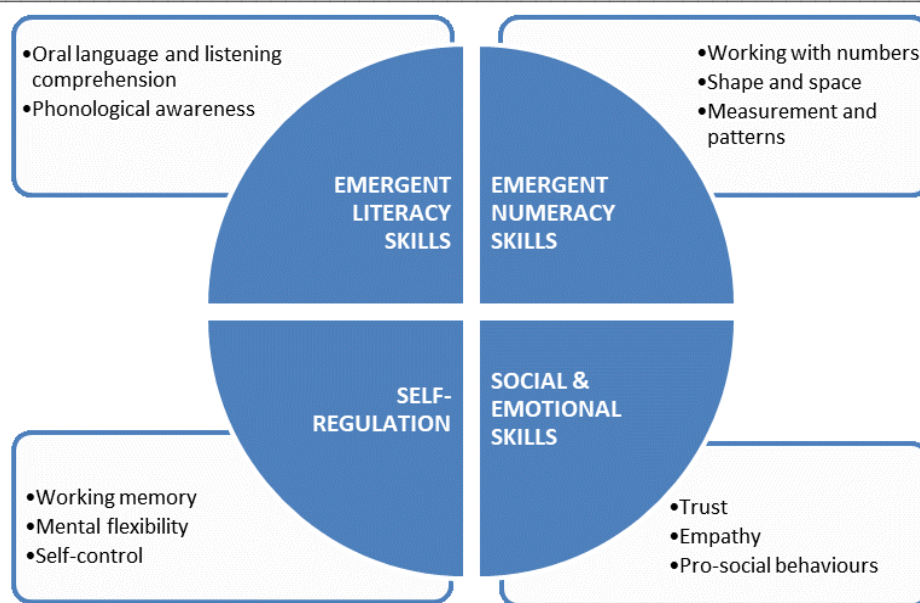 •Oral language and listening
comprehension
•Phonological awareness
•Working with numbers
•Shape and space
•Measurement and
patterns
EMERGENT
LITERACY
SKILLS
EMERGENT
NUMERACY
SKILLS
SELF-
REGULATION
SOCIAL &
EMOTIONAL
SKILLS
•Working memory
•Mental flexibility
•Self-control
•Trust
•Empathy
•Pro-social behaviours